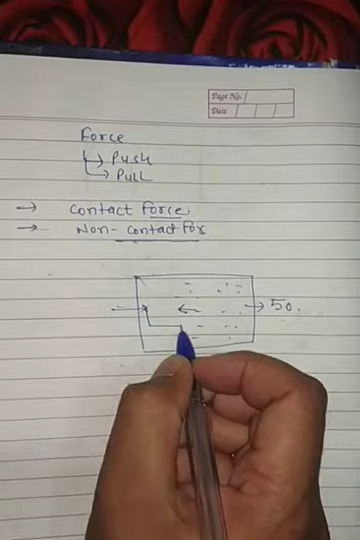 Page No.
Date
Force
→ Push
→ Pull
→ Contact force.
→ Non-contact for
→ 50.